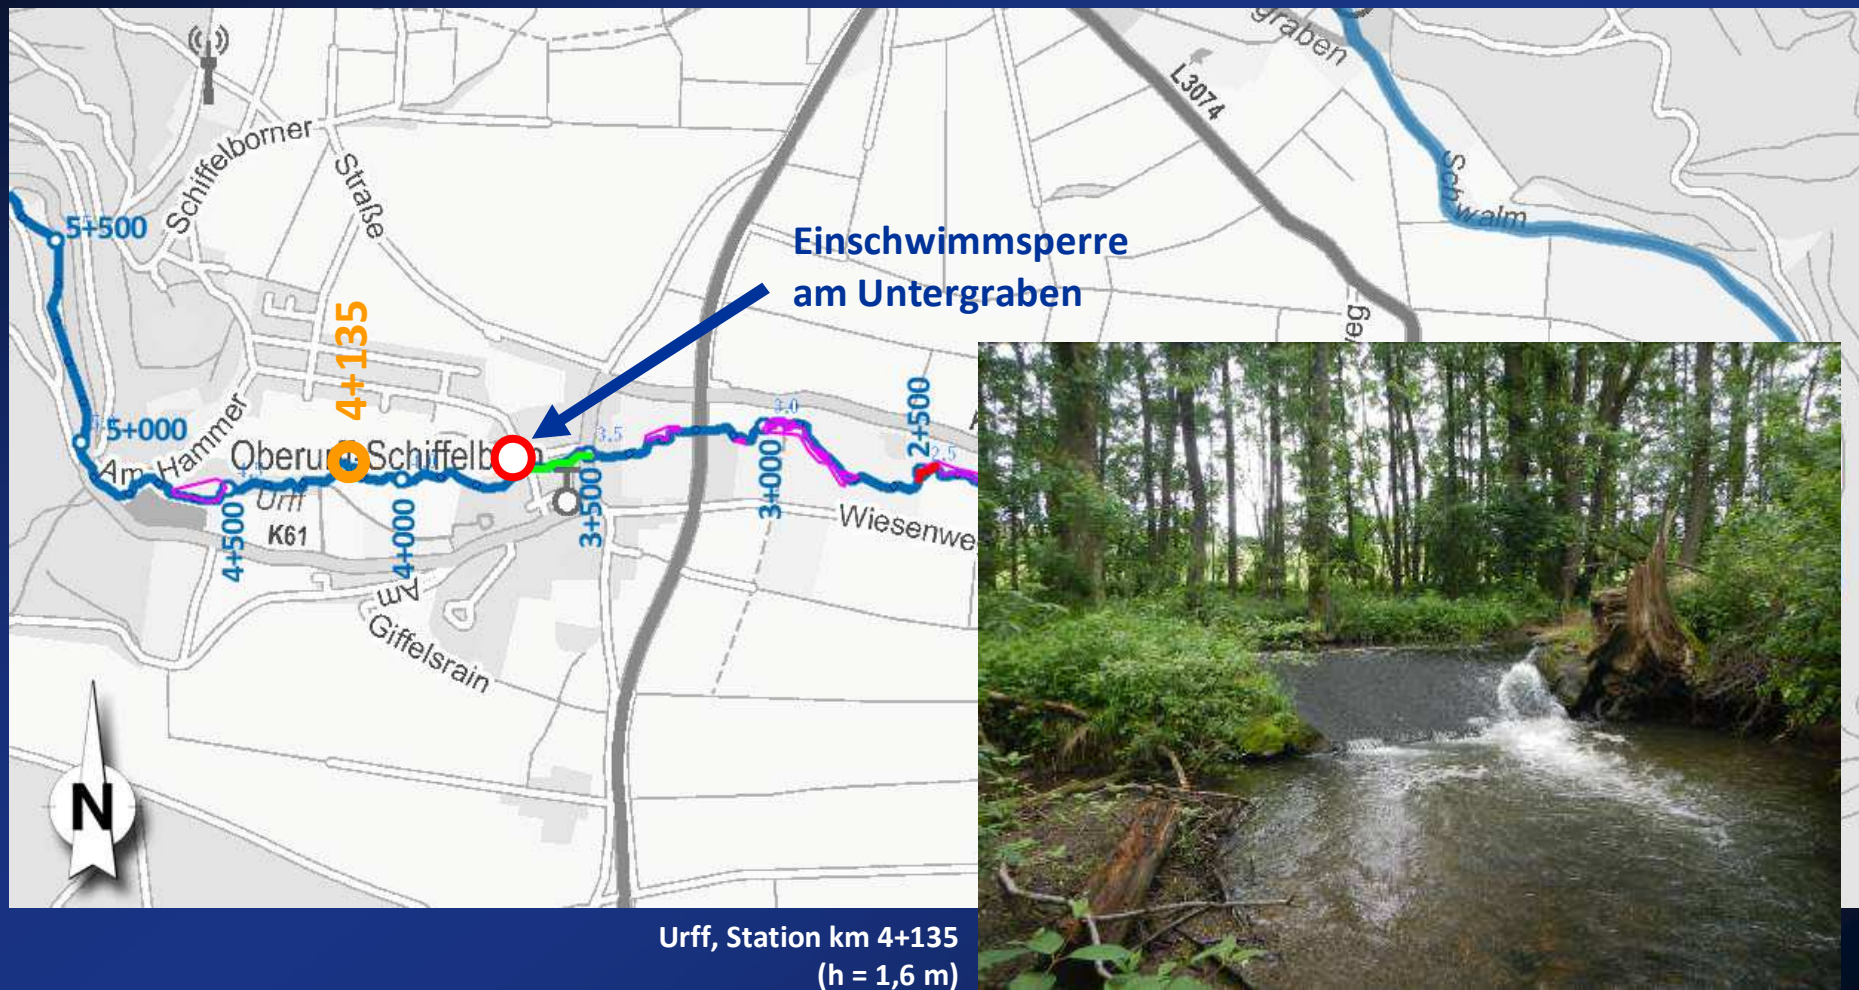 graben
L3074
Schwalm
Schiffelborner
Straße
5+500
Einschwimmsperre
am Untergraben
4+135
weg
2+500
3.0
5+000
Am Hammer
3.5
2.5
Urff
K61
4+500
4+000
3+500
3+000
Wiesenwe
Am
Giffelsrain
N
Urff, Station km 4+135
(h = 1,6 m)